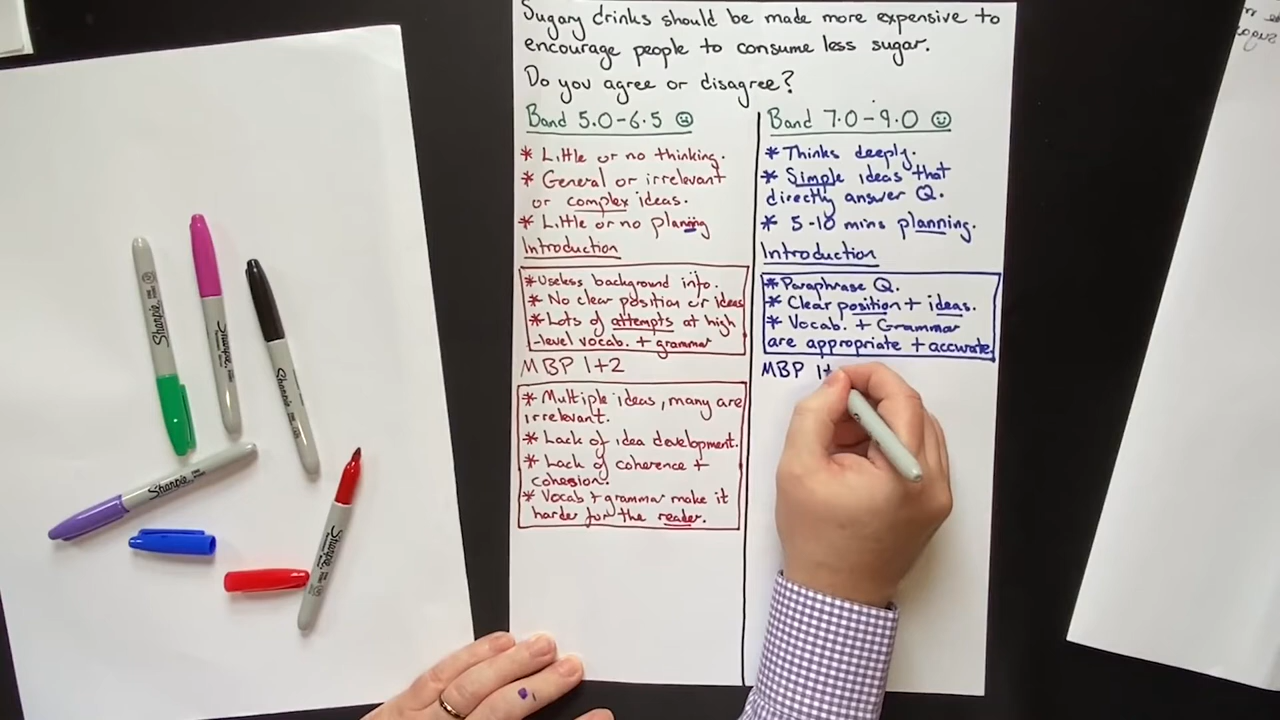 Sugary drinks should be made more expensive to
encourage people to consume less sugar.
Do you agree or disagree?
Band 5.0-6.5
* Little or no thinking.
* General or irrelevant
or complex ideas.
* Little or no planning
Introduction
* Useless background info.
* No clear position or ideas
* Lots of attempts at high
-level vocab. + grammar
MBP 1+2
* Multiple ideas, many are
irrelevant.
* Lack of idea development.
* Lack of coherence +
cohesion.
* Vocab + grammar make it
harder for the reader.
Band 7.0-9.0
* Thinks deeply.
* Simple ideas that
directly answer Q.
* 5-10 mins planning.
Introduction
* Paraphrase Q.
* Clear position + ideas.
* Vocab. + Grammar
are appropriate + accurate
MBP 1+
Sharpie
Sharpie
Sharpie
Sharpie
Sharpie